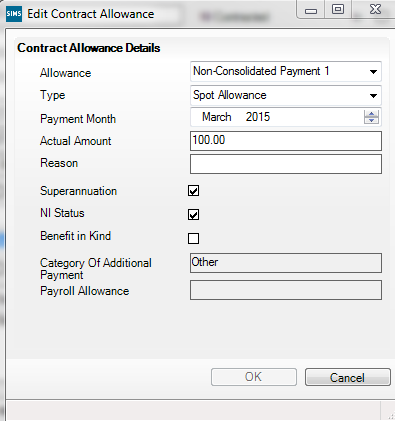 SIMS Edit Contract Allowance
Contract Allowance Details
Allowance Non-Consolidated Payment 1
Type Spot Allowance
Payment Month March 2015
Actual Amount 100.00
Reason
Superannuation
NI Status
Benefit in Kind
Category Of Additional
Payment
Other
Payroll Allowance
OK Cancel